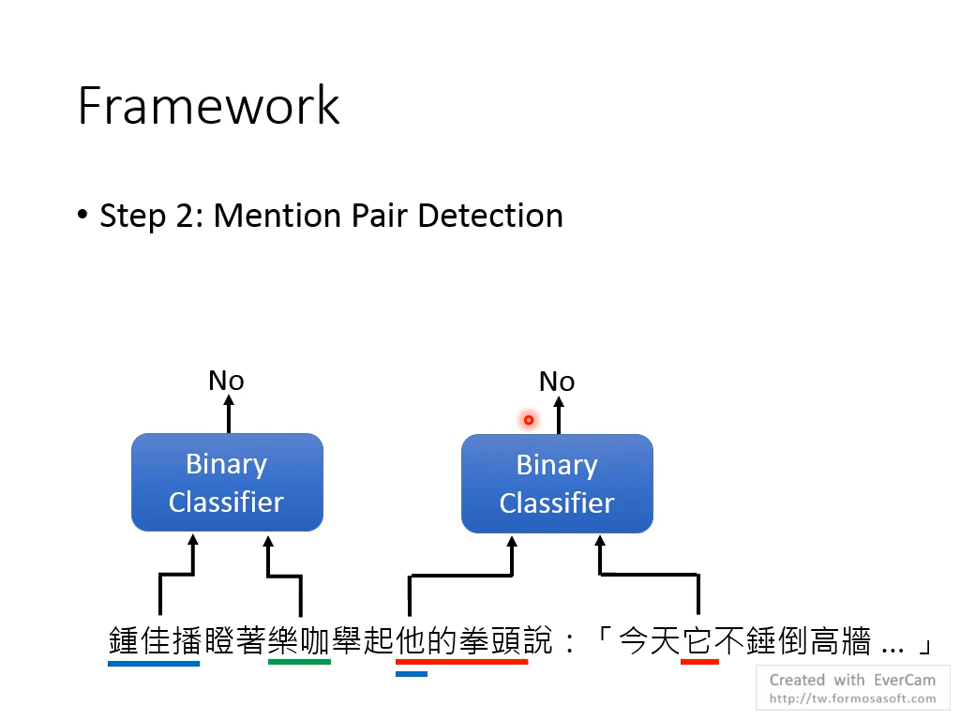 Framework
• Step 2: Mention Pair Detection
No
No
Binary
Classifier
Binary
Classifier
鍾佳播瞪著樂咖舉起他的拳頭說：「今天它不錘倒高牆 ... 」
Created with EverCam
http://tw.formosasoft.com